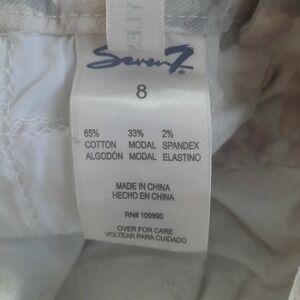 Seven7
8
65% 33% 2%
COTTON MODAL SPANDEX
ALGODÓN MODAL ELASTINO
MADE IN CHINA
HECHO EN CHINA
RN# 109890
OVER FOR CARE
VOLTEAR PARA CUIDADO